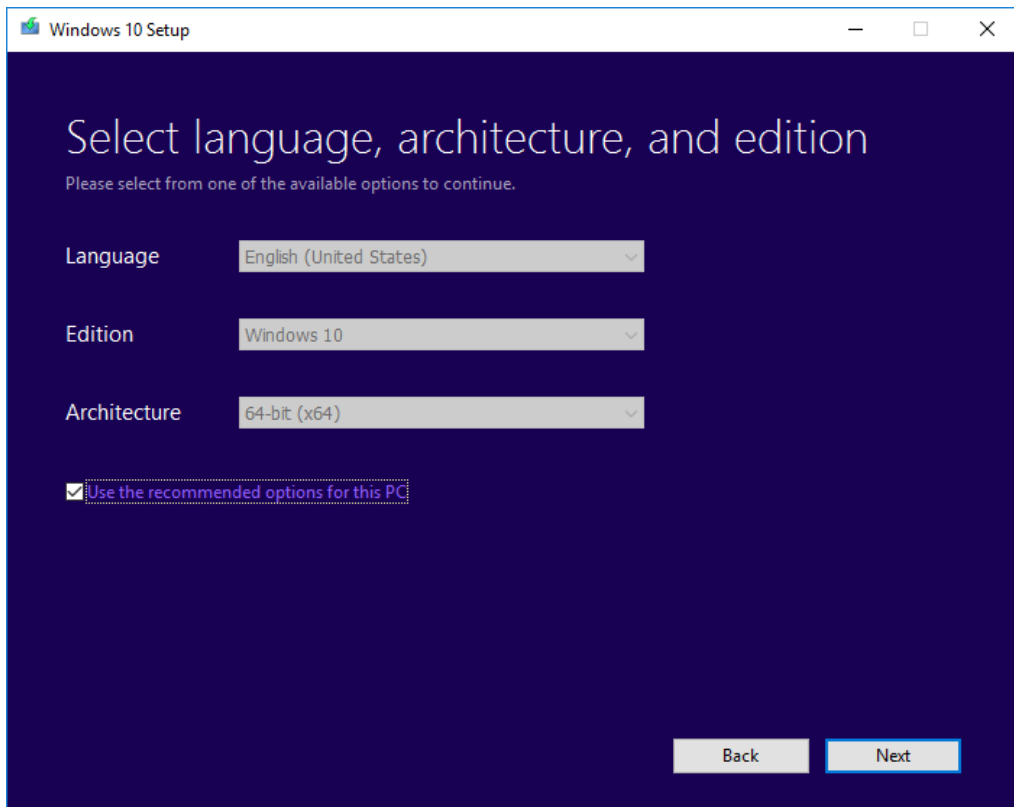 Windows 10 Setup
Select language, architecture, and edition
Please select from one of the available options to continue.
Language English (United States)
Edition Windows 10
Architecture 64-bit (x64)
Use the recommended options for this PC
Back Next